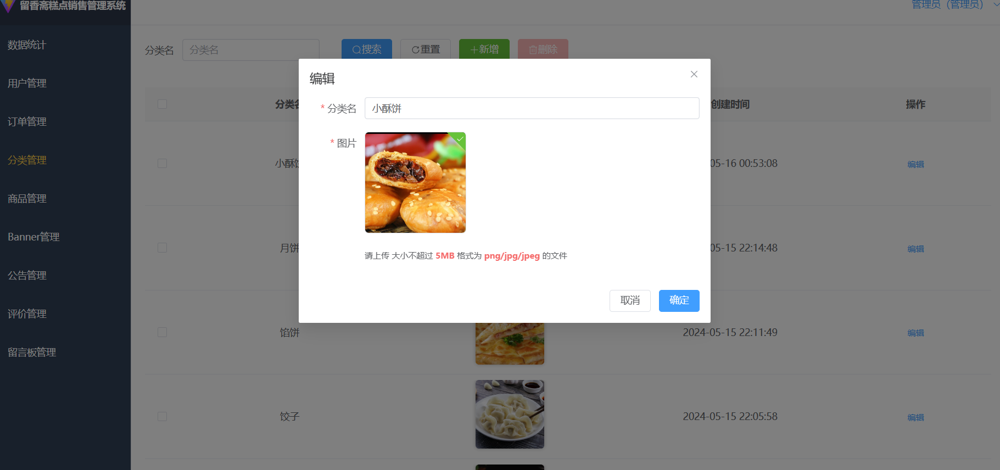 留香斋糕点销售管理系统
管理员（管理员）
数据统计
用户管理
订单管理
分类管理
商品管理
Banner管理
公告管理
评价管理
留言板管理
分类名
分类名
搜索
重置
新增
删除
编辑
* 分类名
小酥饼
* 图片
请上传 大小不超过 5MB 格式为 png/jpg/jpeg 的文件
取消
确定
分类名
创建时间
操作
小酥饼
05-16 00:53:08
编辑
月饼
05-15 22:14:48
编辑
馅饼
2024-05-15 22:11:49
编辑
饺子
2024-05-15 22:05:58
编辑